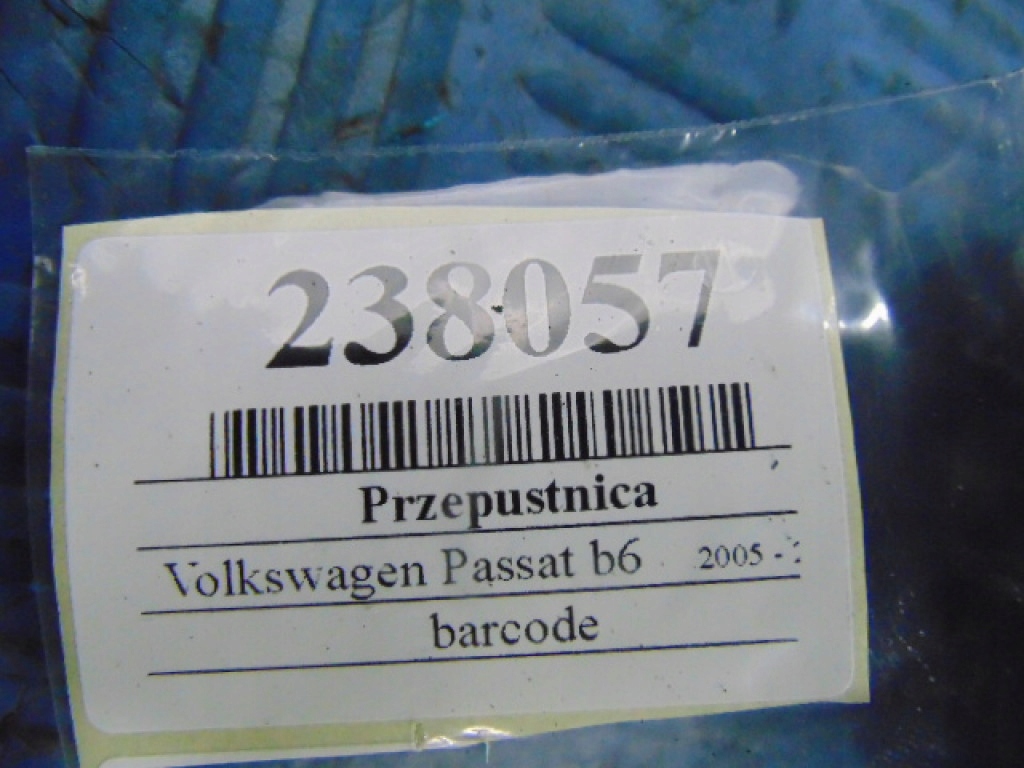 238057
Przepustnica
Volkswagen Passat b6 2005 -
barcode